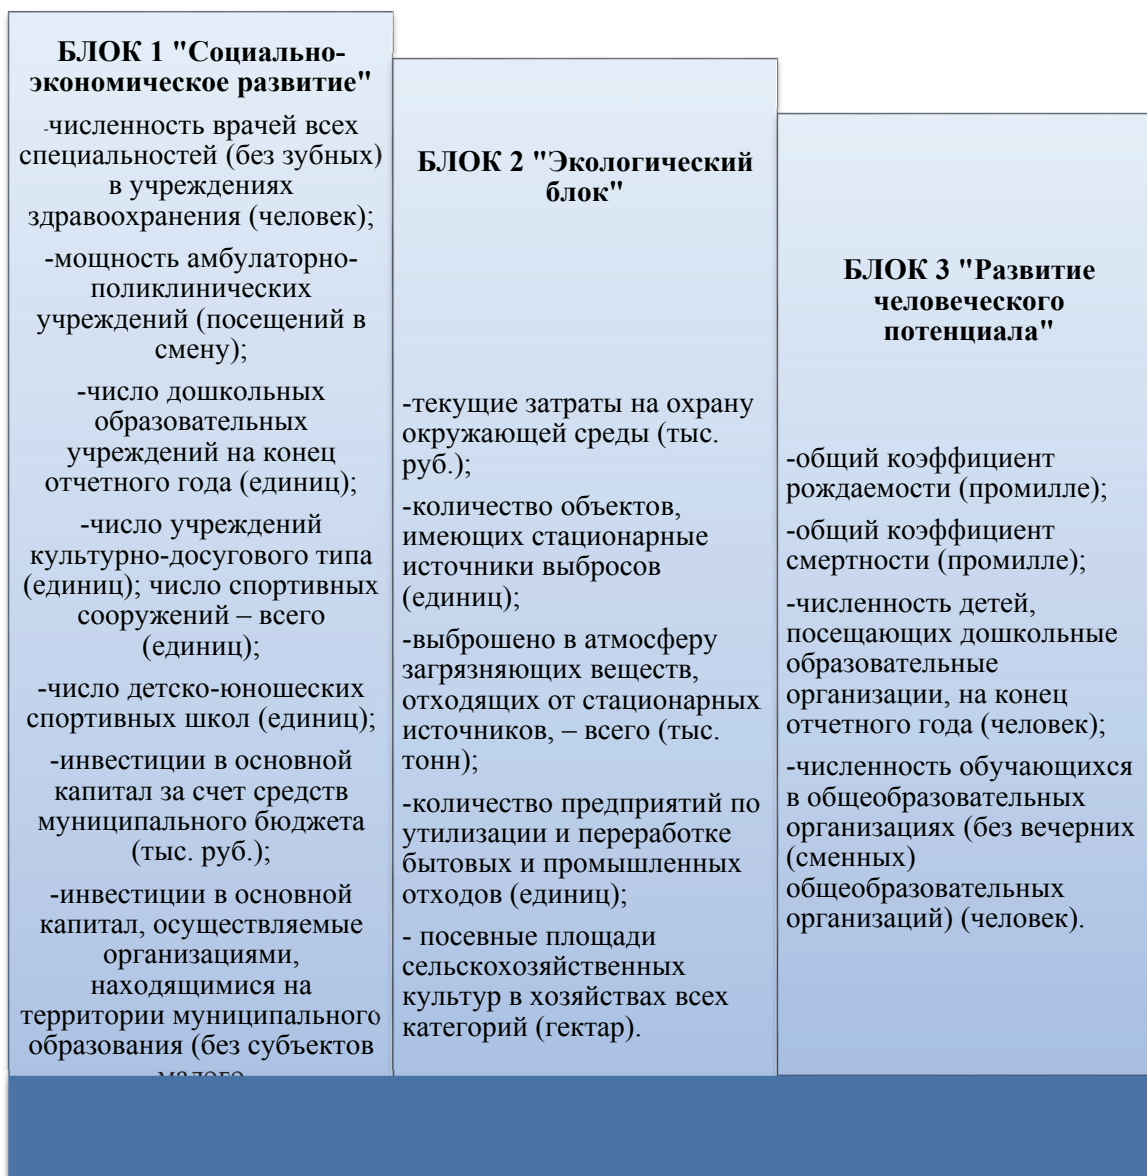 БЛОК 1 "Социально-
экономическое развитие"
-численность врачей всех
специальностей (без зубных)
в учреждениях
здравоохранения (человек);
-мощность амбулаторно-
поликлинических
учреждений (посещений в
смену);
-число дошкольных
образовательных
учреждений на конец
отчетного года (единиц);
-число учреждений
культурно-досугового типа
(единиц); число спортивных
сооружений – всего
(единиц);
-число детско-юношеских
спортивных школ (единиц);
-инвестиции в основной
капитал за счет средств
муниципального бюджета
(тыс. руб.);
-инвестиции в основной
капитал, осуществляемые
организациями,
находящимися на
территории муниципального
образования (без субъектов
малого
БЛОК 2 "Экологический
блок"
-текущие затраты на охрану
окружающей среды (тыс.
руб.);
-количество объектов,
имеющих стационарные
источники выбросов
(единиц);
-выброшено в атмосферу
загрязняющих веществ,
отходящих от стационарных
источников, – всего (тыс.
тонн);
-количество предприятий по
утилизации и переработке
бытовых и промышленных
отходов (единиц);
- посевные площади
сельскохозяйственных
культур в хозяйствах всех
категорий (гектар).
БЛОК 3 "Развитие
человеческого
потенциала"
-общий коэффициент
рождаемости (промилле);
-общий коэффициент
смертности (промилле);
-численность детей,
посещающих дошкольные
образовательные
организации, на конец
отчетного года (человек);
-численность обучающихся
в общеобразовательных
организациях (без вечерних
(сменных)
общеобразовательных
организаций) (человек).